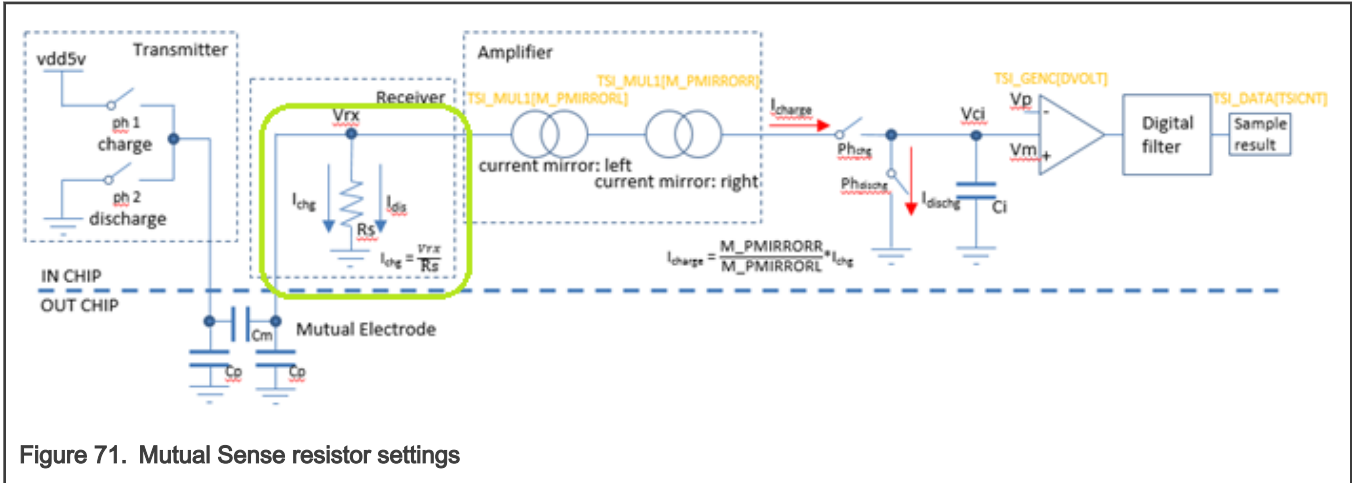 Transmitter
vdd5v
ph 1
charge
ph 2
discharge
Receiver
Vrx
Ichg
Idis
Rs
Ichg = Vrx/Rs
Amplifier
TSI_MUL1[M_PMIRRORL]
TSI_MUL1[M_PMIRRORR]
current mirror: left
current mirror: right
Icharge
Phchg
Phdischg
Idischg
Icharge = M_PMIRRORR/M_PMIRRORL*Ichg
Vci
Ci
TSI_GENC[DVOLT]
Vp
-
Vm
+
Digital
filter
TSI_DATA[TSICNT]
Sample
result
IN CHIP
OUT CHIP
Cm
Mutual Electrode
Cp
Cp
Figure 71. Mutual Sense resistor settings